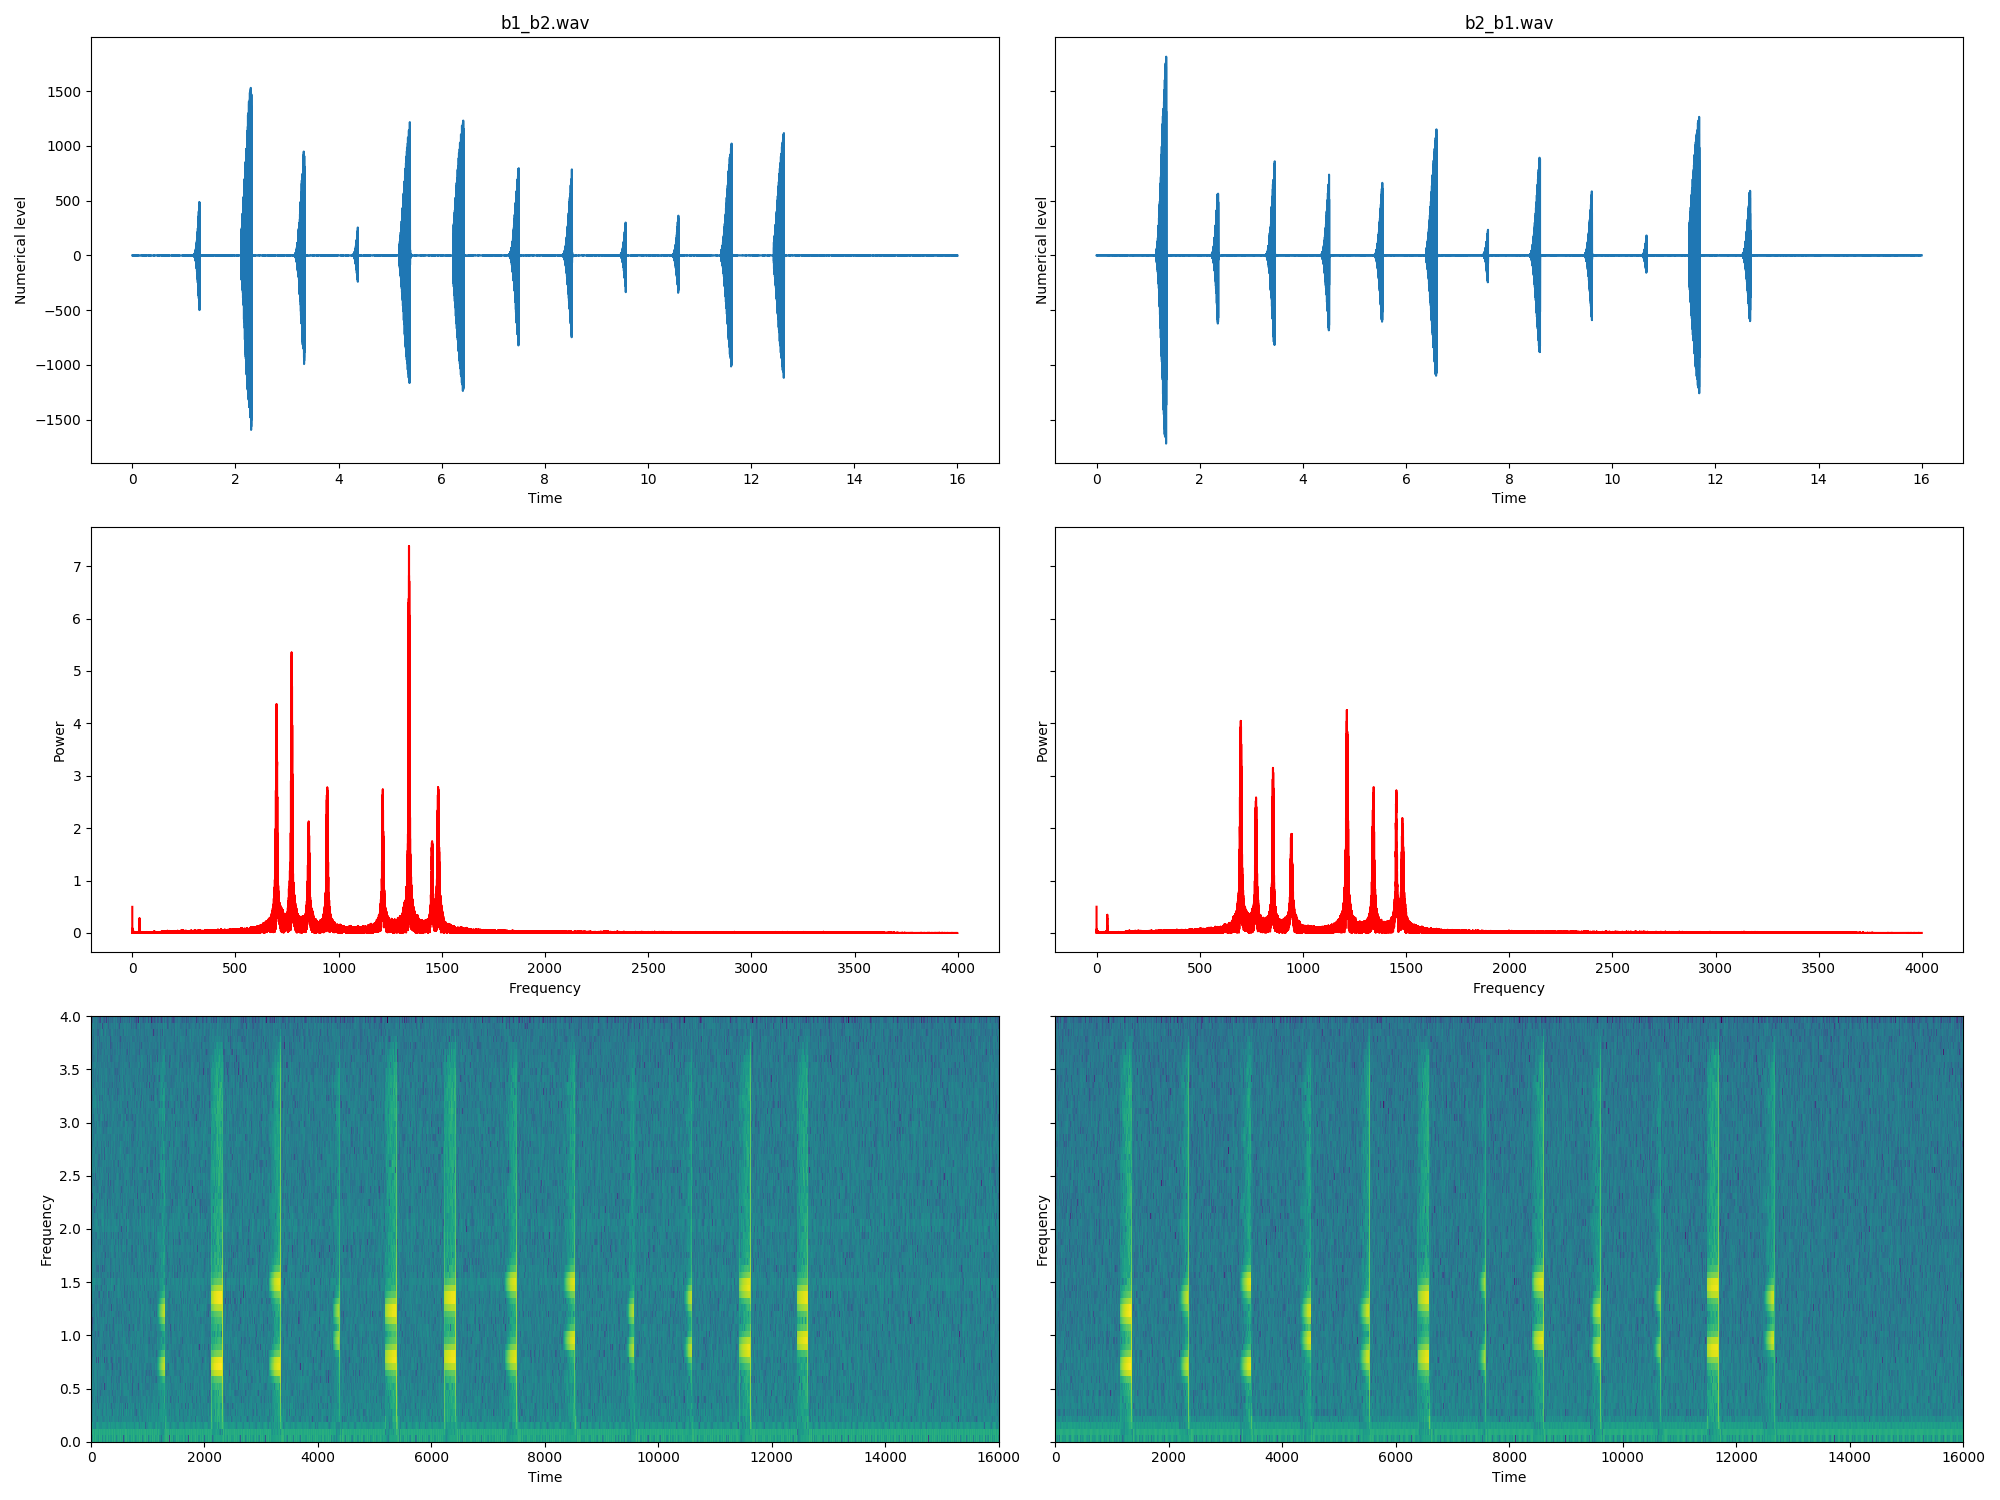 b1_b2.wav
b2_b1.wav
Numerical level
1500
1000
500
0
−500
−1000
−1500
0 2 4 6 8 10 12 14 16
Time
Numerical level
0 2 4 6 8 10 12 14 16
Time
Power
7
6
5
4
3
2
1
0
0 500 1000 1500 2000 2500 3000 3500 4000
Frequency
Power
0 500 1000 1500 2000 2500 3000 3500 4000
Frequency
Frequency
4.0
3.5
3.0
2.5
2.0
1.5
1.0
0.5
0.0
0 2000 4000 6000 8000 10000 12000 14000 16000
Time
Frequency
0 2000 4000 6000 8000 10000 12000 14000 16000
Time